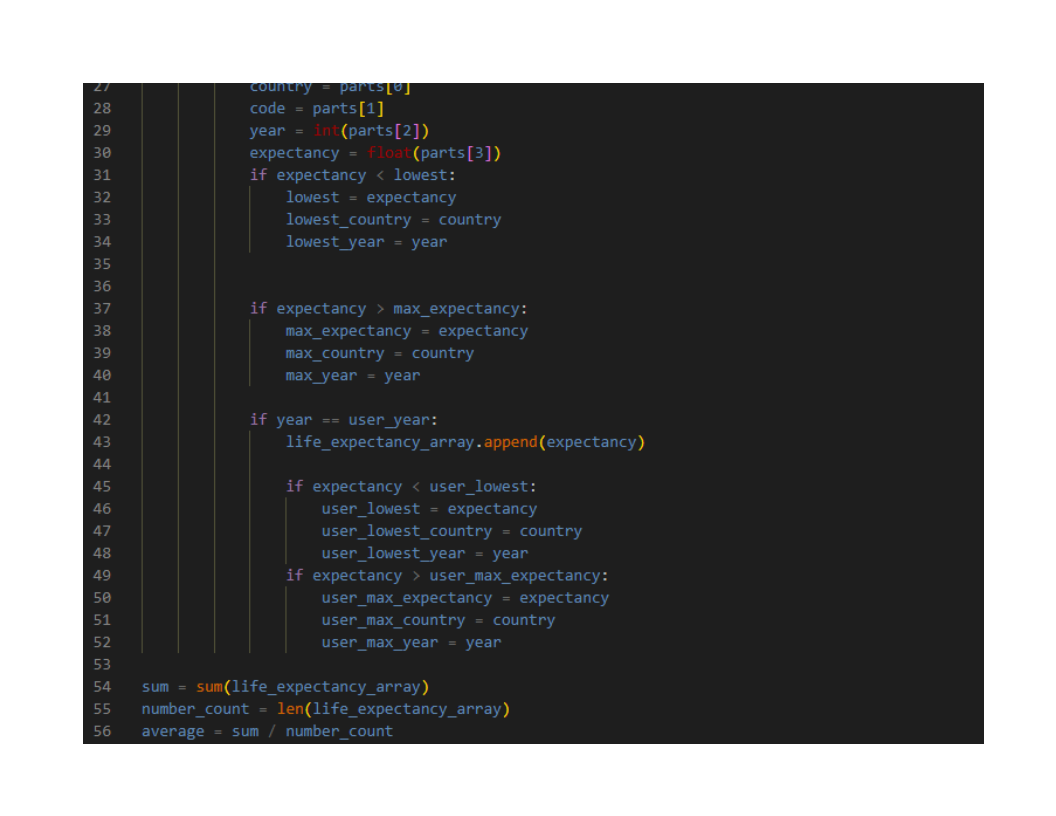 27 country = parts[0]
28 code = parts[1]
29 year = int(parts[2])
30 expectancy = float(parts[3])
31 if expectancy < lowest:
32 lowest = expectancy
33 lowest_country = country
34 lowest_year = year
35
36
37 if expectancy > max_expectancy:
38 max_expectancy = expectancy
39 max_country = country
40 max_year = year
41
42 if year == user_year:
43 life_expectancy_array.append(expectancy)
44
45 if expectancy < user_lowest:
46 user_lowest = expectancy
47 user_lowest_country = country
48 user_lowest_year = year
49 if expectancy > user_max_expectancy:
50 user_max_expectancy = expectancy
51 user_max_country = country
52 user_max_year = year
53
54 sum = sum(life_expectancy_array)
55 number_count = len(life_expectancy_array)
56 average = sum / number_count